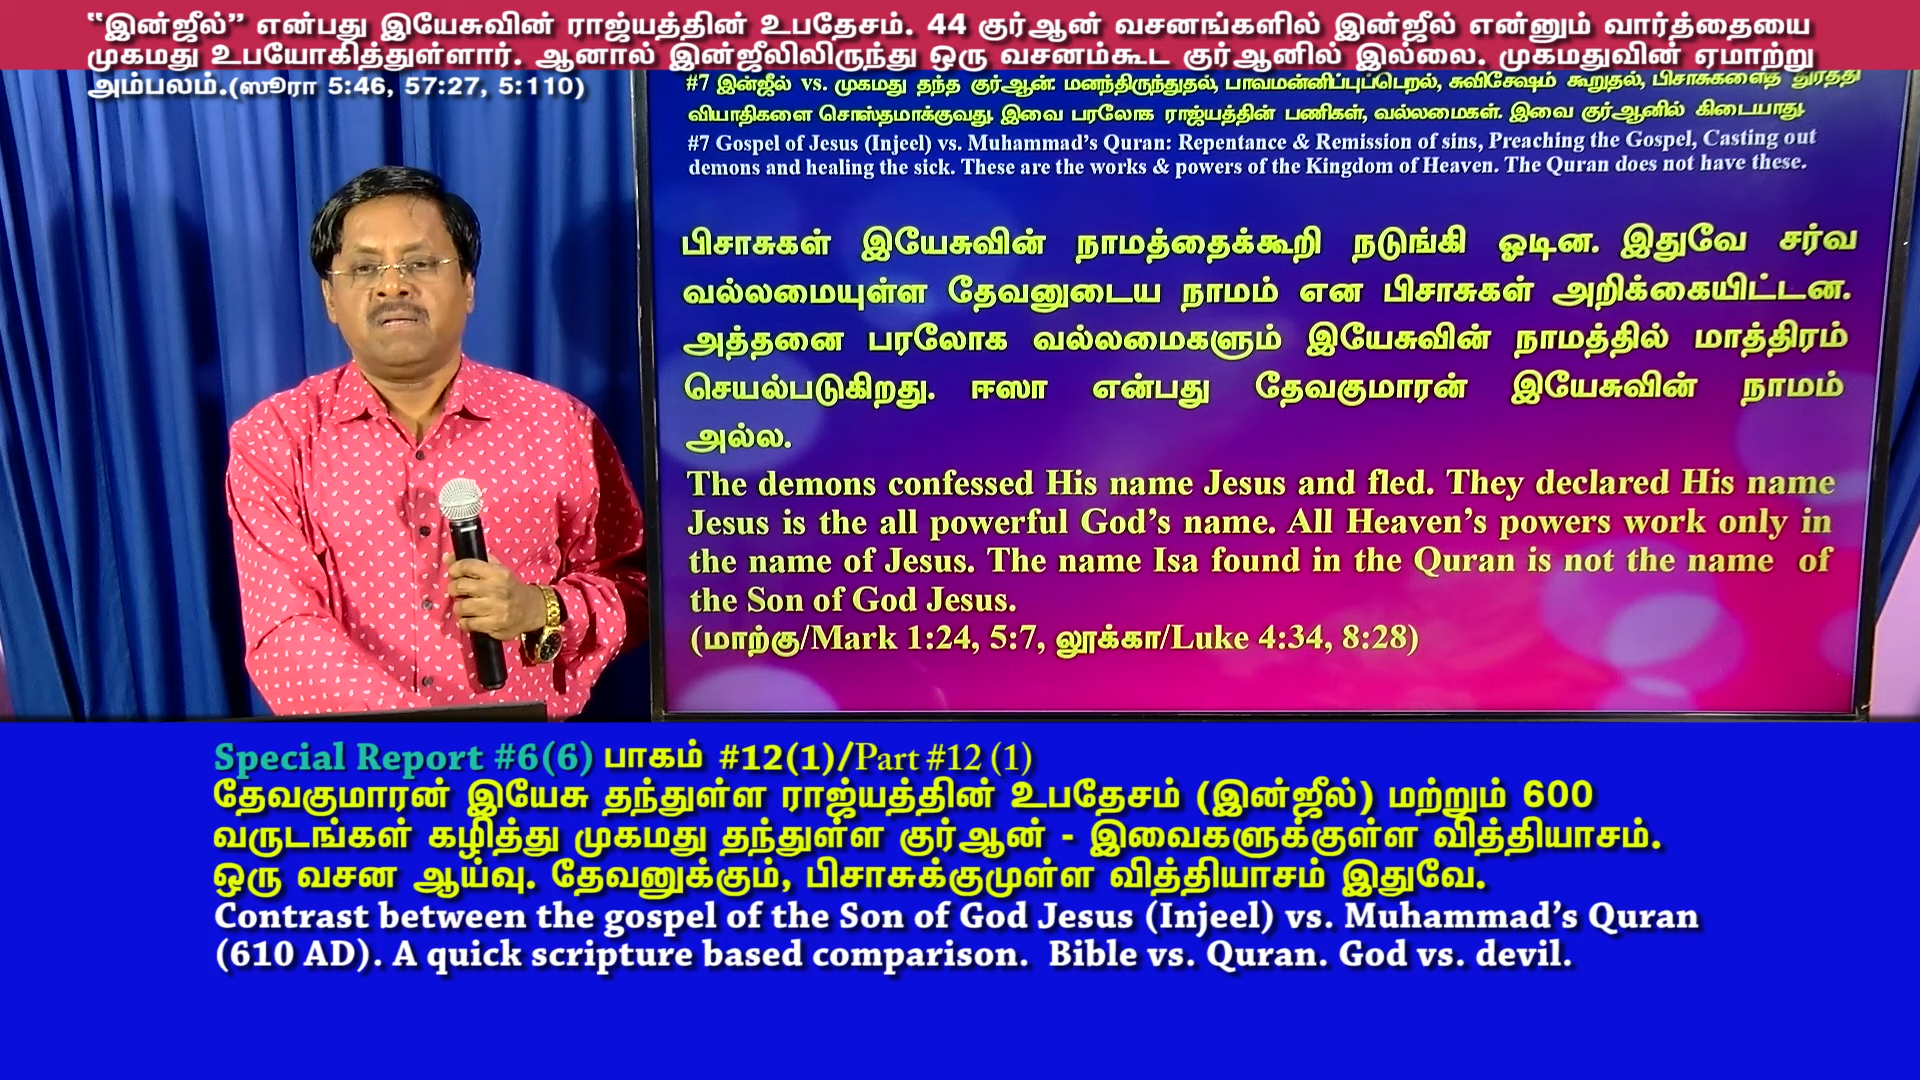 “இன்ஜீல்” என்பது இயேசுவின் ராஜ்யத்தின் உபதேசம். 44 குர்ஆன் வசனங்களில் இன்ஜீல் என்னும் வார்த்தையை
முகமது உபயோகித்துள்ளார். ஆனால் இன்ஜீலிலிருந்து ஒரு வசனம்கூட குர்ஆனில் இல்லை. முகமதுவின் ஏமாற்று
அம்பலம்.(ஸூரா 5:46, 57:27, 5:110)
#7 இன்ஜீல் vs. முகமது தந்த குர்ஆன்: மனந்திருந்துதல், பாவமன்னிப்புப்பெறல், சுவிசேஷம் கூறுதல், பிசாசுகளைத் துரத்தி
வியாதிகளை சொஸ்தமாக்குவது. இவை பரலோக ராஜ்யத்தின் பணிகள், வல்லமைகள். இவை குர்ஆனில் கிடையாது.
#7 Gospel of Jesus (Injeel) vs. Muhammad’s Quran: Repentance & Remission of sins, Preaching the Gospel, Casting out
demons and healing the sick. These are the works & powers of the Kingdom of Heaven. The Quran does not have these.
பிசாசுகள் இயேசுவின் நாமத்தைக்கூறி நடுங்கி ஓடின. இதுவே சர்வ
வல்லமையுள்ள தேவனுடைய நாமம் என பிசாசுகள் அறிக்கையிட்டன.
அத்தனை பரலோக வல்லமைகளும் இயேசுவின் நாமத்தில் மாத்திரம்
செயல்படுகிறது. ஈஸா என்பது தேவகுமாரன் இயேசுவின் நாமம்
அல்ல.
The demons confessed His name Jesus and fled. They declared His name
Jesus is the all powerful God’s name. All Heaven’s powers work only in
the name of Jesus. The name Isa found in the Quran is not the name of
the Son of God Jesus.
(மாற்கு/Mark 1:24, 5:7, லூக்கா/Luke 4:34, 8:28)
Special Report #6(6) பாகம் #12(1)/Part #12 (1)
தேவகுமாரன் இயேசு தந்துள்ள ராஜ்யத்தின் உபதேசம் (இன்ஜீல்) மற்றும் 600
வருடங்கள் கழித்து முகமது தந்துள்ள குர்ஆன் - இவைகளுக்குள்ள வித்தியாசம்.
ஒரு வசன ஆய்வு. தேவனுக்கும், பிசாசுக்குமுள்ள வித்தியாசம் இதுவே.
Contrast between the gospel of the Son of God Jesus (Injeel) vs. Muhammad’s Quran
(610 AD). A quick scripture based comparison. Bible vs. Quran. God vs. devil.